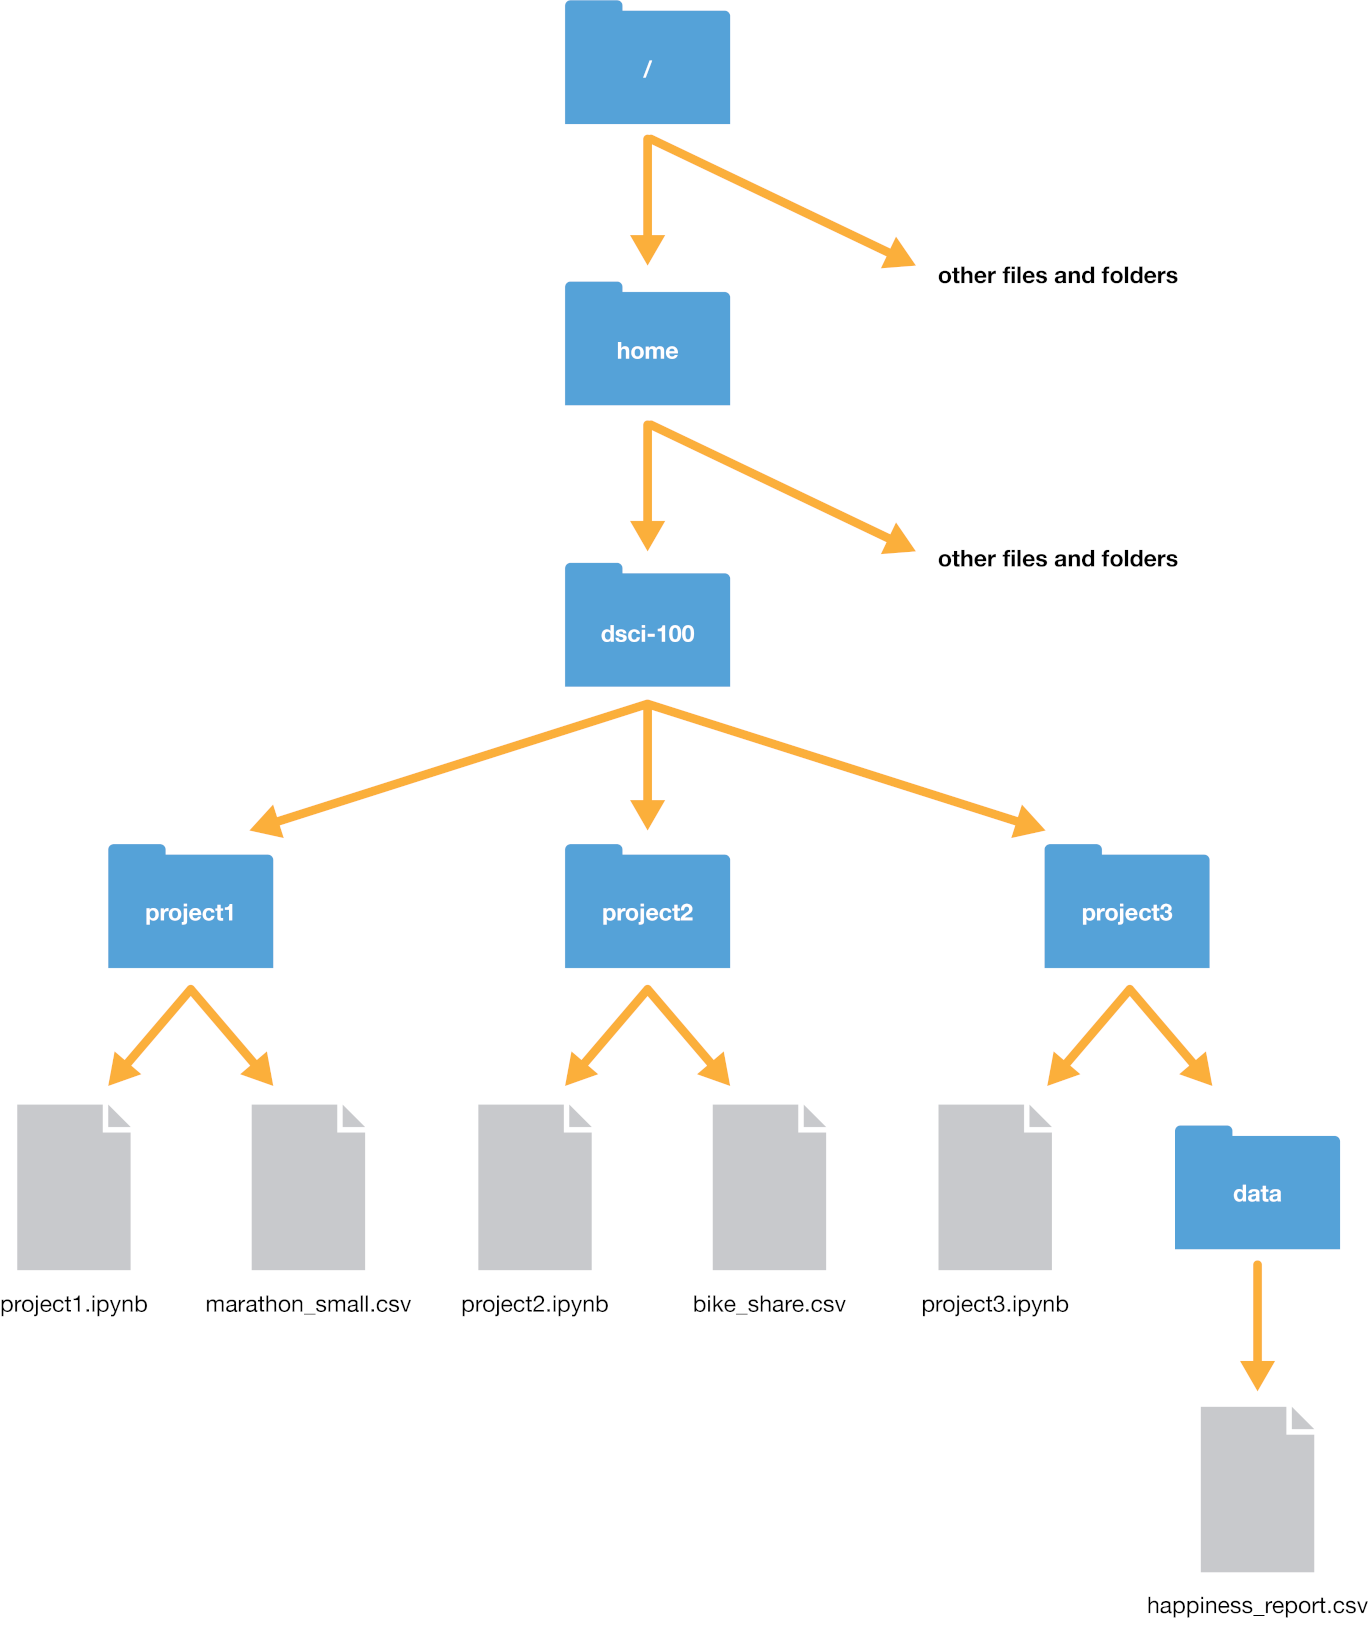 /
other files and folders
home
other files and folders
dsci-100
project1
project2
project3
data
project1.ipynb
marathon_small.csv
project2.ipynb
bike_share.csv
project3.ipynb
happiness_report.csv